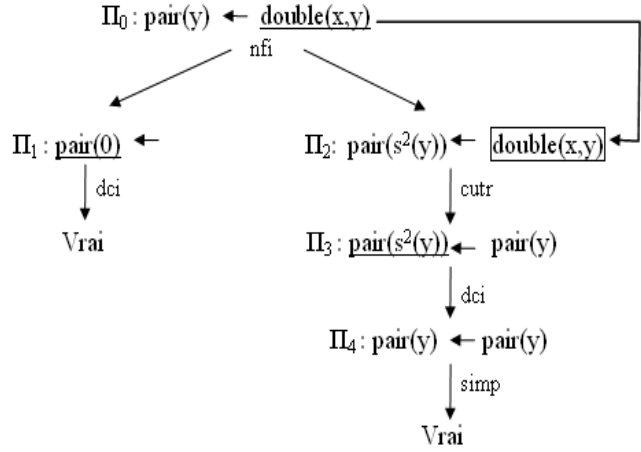 Π₀ : pair(y) ← double(x,y)
nfi
Π₁ : pair(0) ← Π₂: pair(s²(y)) ← double(x,y)
dci cutr
Vrai Π₃ : pair(s²(y)) ← pair(y)
dci
Π₄ : pair(y) ← pair(y)
simp
Vrai